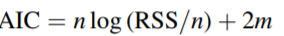 AIC = n log (RSS/n) + 2m